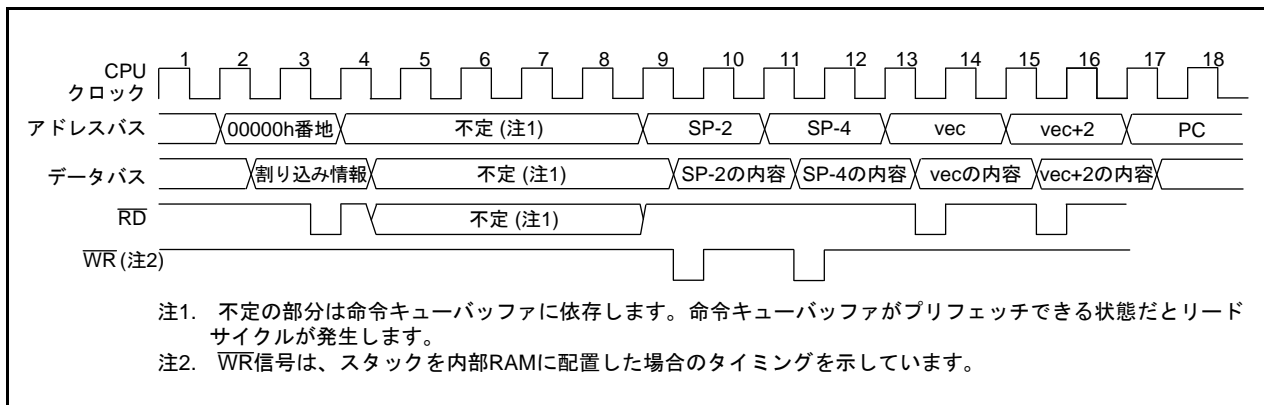 1 2 3 4 5 6 7 8 9 10 11 12 13 14 15 16 17 18
CPU
クロック
アドレスバス 00000h番地 不定 (注1) SP-2 SP-4 vec vec+2 PC
データバス 割り込み情報 不定 (注1) SP-2の内容 SP-4の内容 vecの内容 vec+2の内容
RD 不定 (注1)
WR (注2)
注1. 不定の部分は命令キューバッファに依存します。命令キューバッファがプリフェッチできる状態だとリード
サイクルが発生します。
注2. WR信号は、スタックを内部RAMに配置した場合のタイミングを示しています。